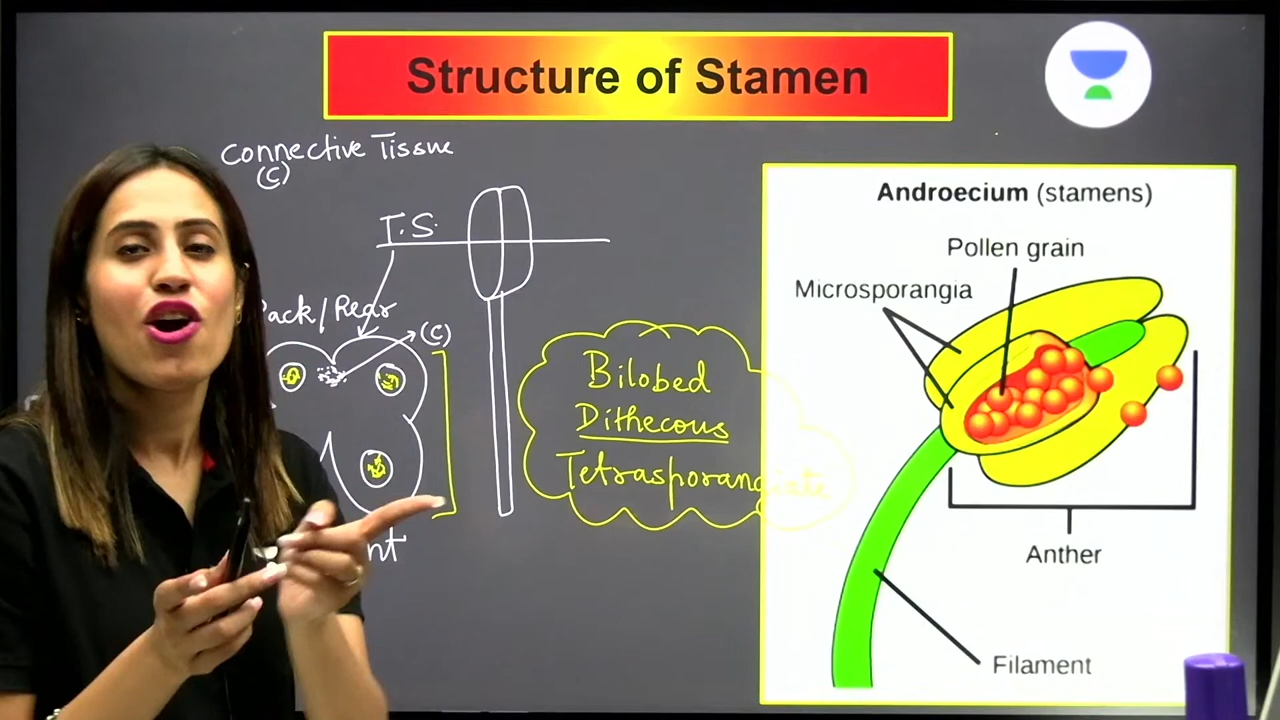 Structure of Stamen
Connective Tissue
(C)
T.S.
Back/Rear
(C)
Bilobed
Dithecous
Tetrasporangiate
Androecium (stamens)
Pollen grain
Microsporangia
Anther
Filament